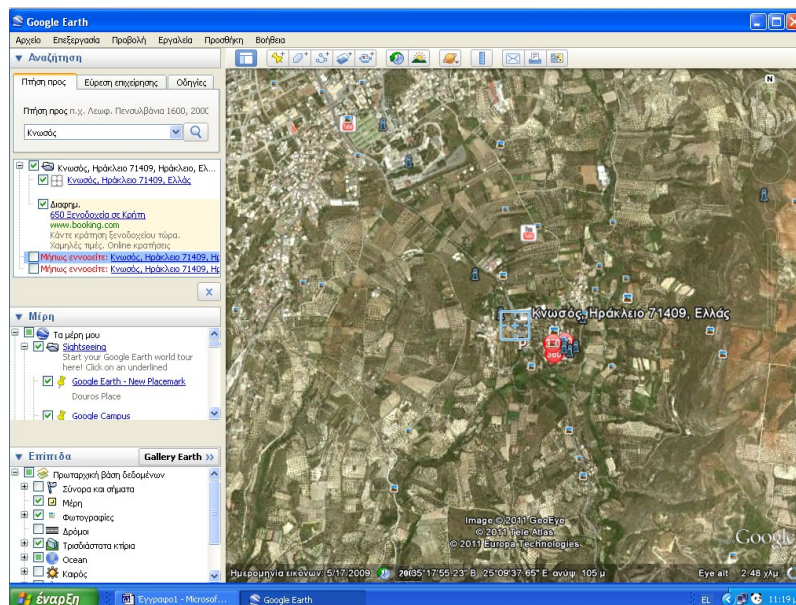 Google Earth
Αρχείο Επεξεργασία Προβολή Εργαλεία Προσθήκη Βοήθεια
Αναζήτηση
Πτήση προς Εύρεση επιχείρησης Οδηγίες
Πτήση προς π.χ. Λεωφ. Πενσυλβάνια 1600, 2000
Κνωσός
Κνωσός, Ηράκλειο 71409, Ηράκλειο, Ελ...
Κνωσός, Ηράκλειο 71409, Ελλάς
Διαφημ.
650 Ξενοδοχεία σε Κρήτη
www.booking.com
Κάντε κράτηση ξενοδοχείου τώρα.
Χαμηλές τιμές. Online κρατήσεις
Μήπως εννοείτε: Κνωσός, Ηράκλειο 71409, Ηρ
Μήπως εννοείτε: Κνωσός, Ηράκλειο 71409, Ηρ
Μέρη
Τα μέρη μου
Sightseeing
Start your Google Earth world tour
here! Click on an underlined
Google Earth - New Placemark
Douros Place
Google Campus
Επίπεδα Gallery Earth >>
Πρωταρχική βάση δεδομένων
Σύνορα και σήματα
Μέρη
Φωτογραφίες
Δρόμοι
Τρισδιάστατα κτίρια
Ocean
Καιρός
N
Κνωσός, Ηράκλειο 71409, Ελλάς
Image © 2011 GeoEye
© 2011 Tele Atlas
© 2011 Europa Technologies
Google
Ημερομηνία εικόνων: 5/17/2009 35°17'55.23" Β, 25°09'37.65" Ε ανύψ. 105 μ Eye alt 2.48 χλμ
έναρξη Έγγραφο1 - Microsof... Google Earth EL 11:19 μμ